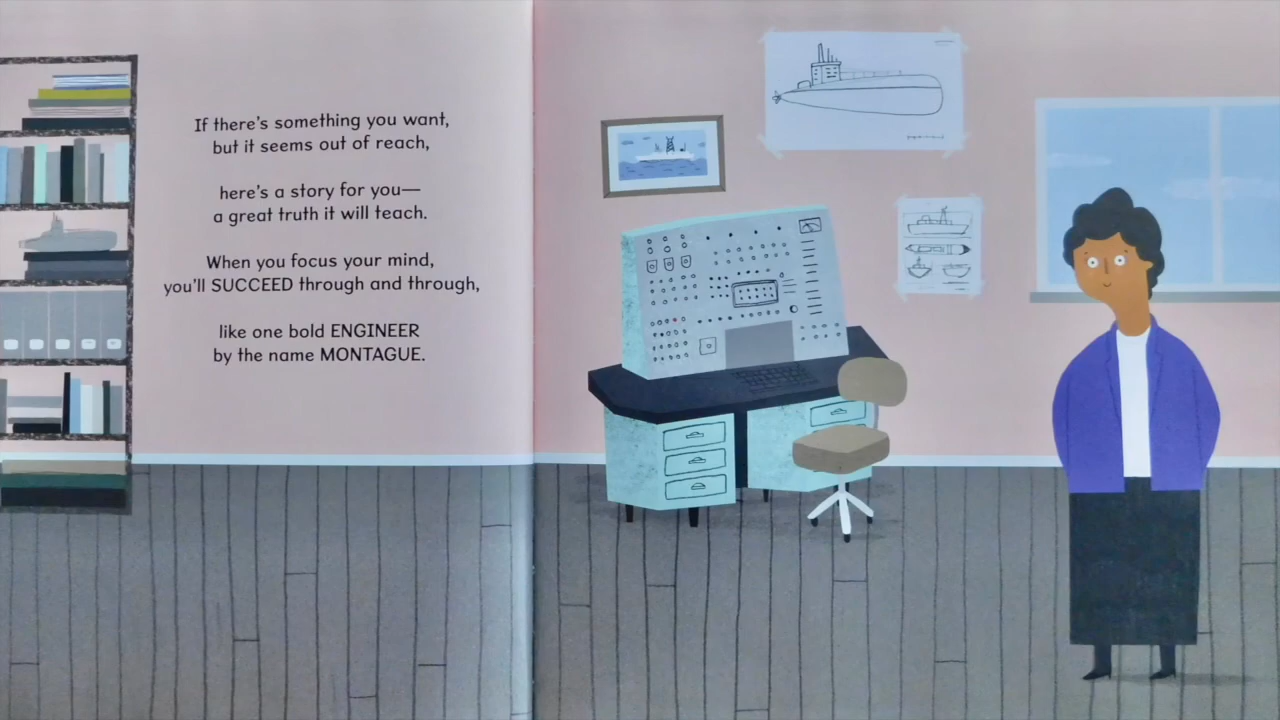 If there's something you want,
but it seems out of reach,
here's a story for you—
a great truth it will teach.
When you focus your mind,
you'll SUCCEED through and through,
like one bold ENGINEER
by the name MONTAGUE.